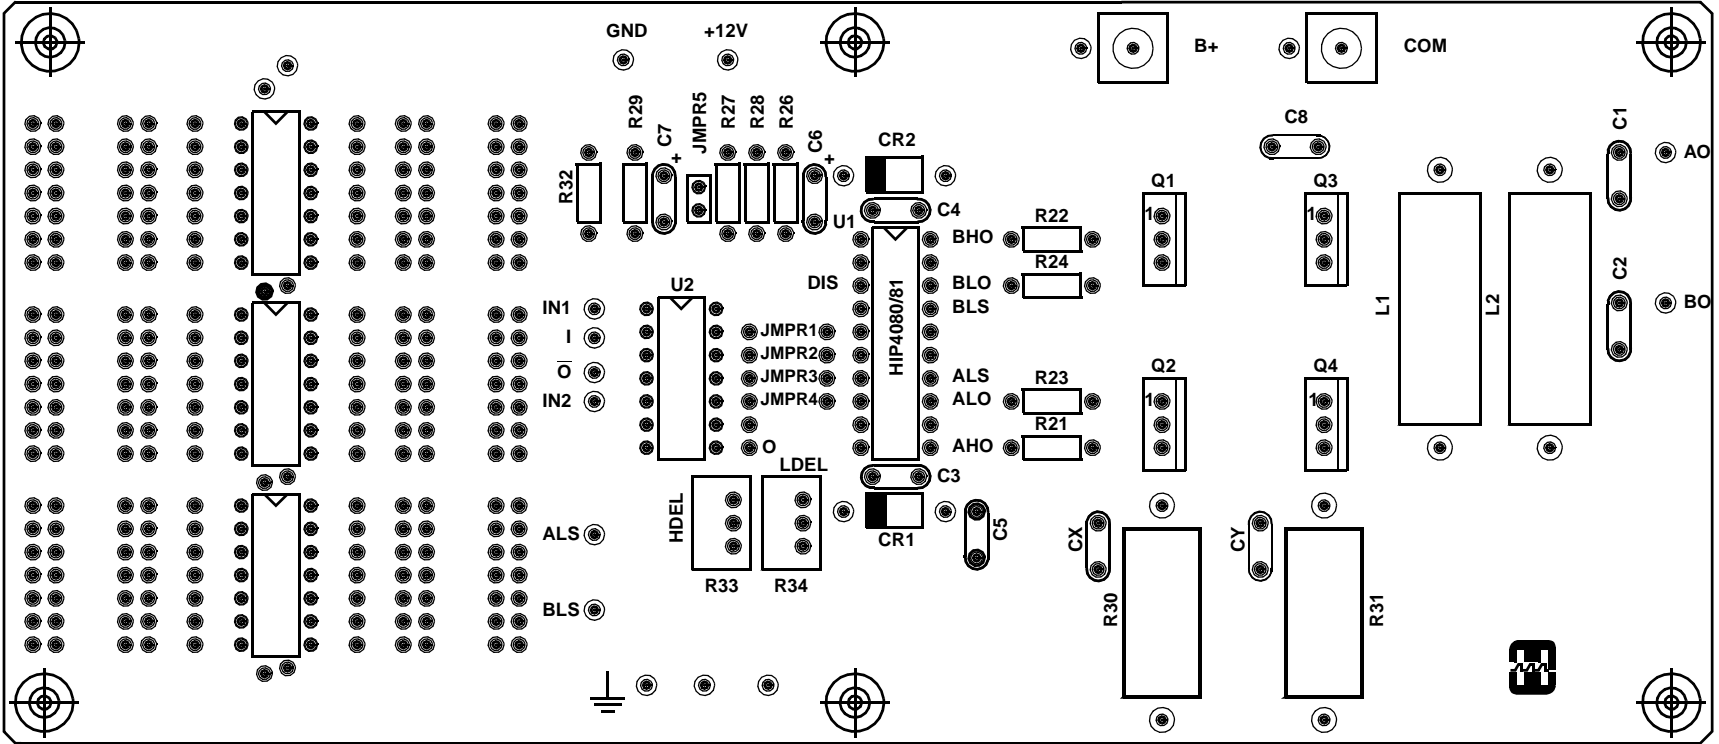 GND
+12V
B+
COM
R29
C7
+
JMPR5
R27
R28
R26
C6
+
CR2
C8
C1
AO
R32
U1
C4
Q1
1
Q3
1
BHO
R22
R24
DIS
BLO
BLS
U2
HIP4080/81
L1
L2
C2
BO
IN1
I
O
IN2
JMPR1
JMPR2
JMPR3
JMPR4
O
ALS
ALO
AHO
R23
R21
Q2
1
Q4
1
LDEL
HDEL
C3
CR1
C5
CX
CY
ALS
BLS
R33
R34
R30
R31